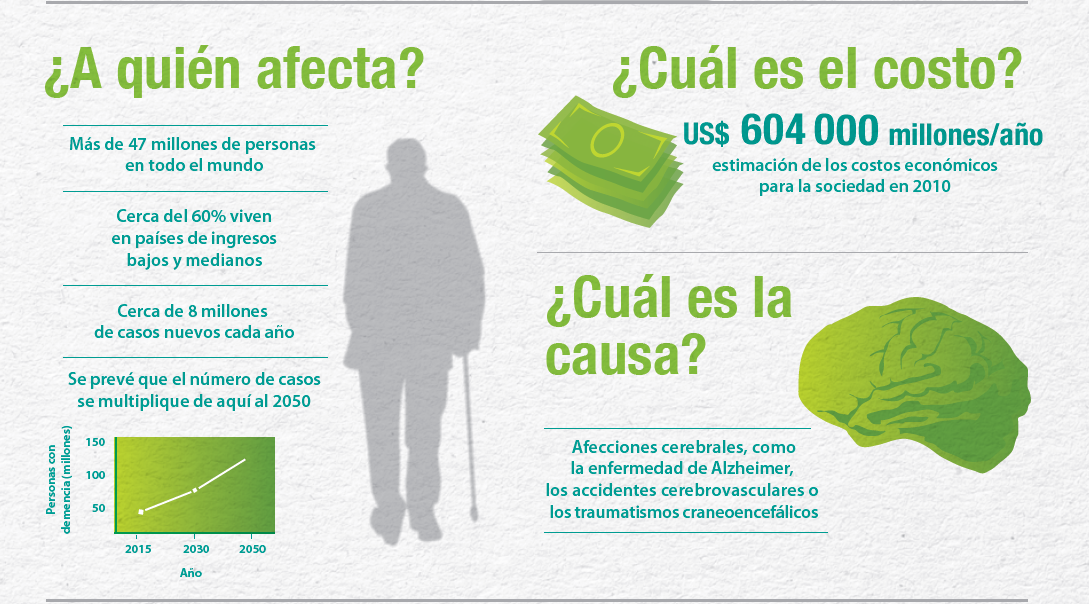 ¿A quién afecta?
Más de 47 millones de personas
en todo el mundo
Cerca del 60% viven
en países de ingresos
bajos y medianos
Cerca de 8 millones
de casos nuevos cada año
Se prevé que el número de casos
se multiplique de aquí al 2050
Personas con
demencia (millones)
150
100
50
2015 2030 2050
Año
¿Cuál es el costo?
US$ 604 000 millones/año
estimación de los costos económicos
para la sociedad en 2010
¿Cuál es la
causa?
Afecciones cerebrales, como
la enfermedad de Alzheimer,
los accidentes cerebrovasculares o
los traumatismos craneoencefálicos